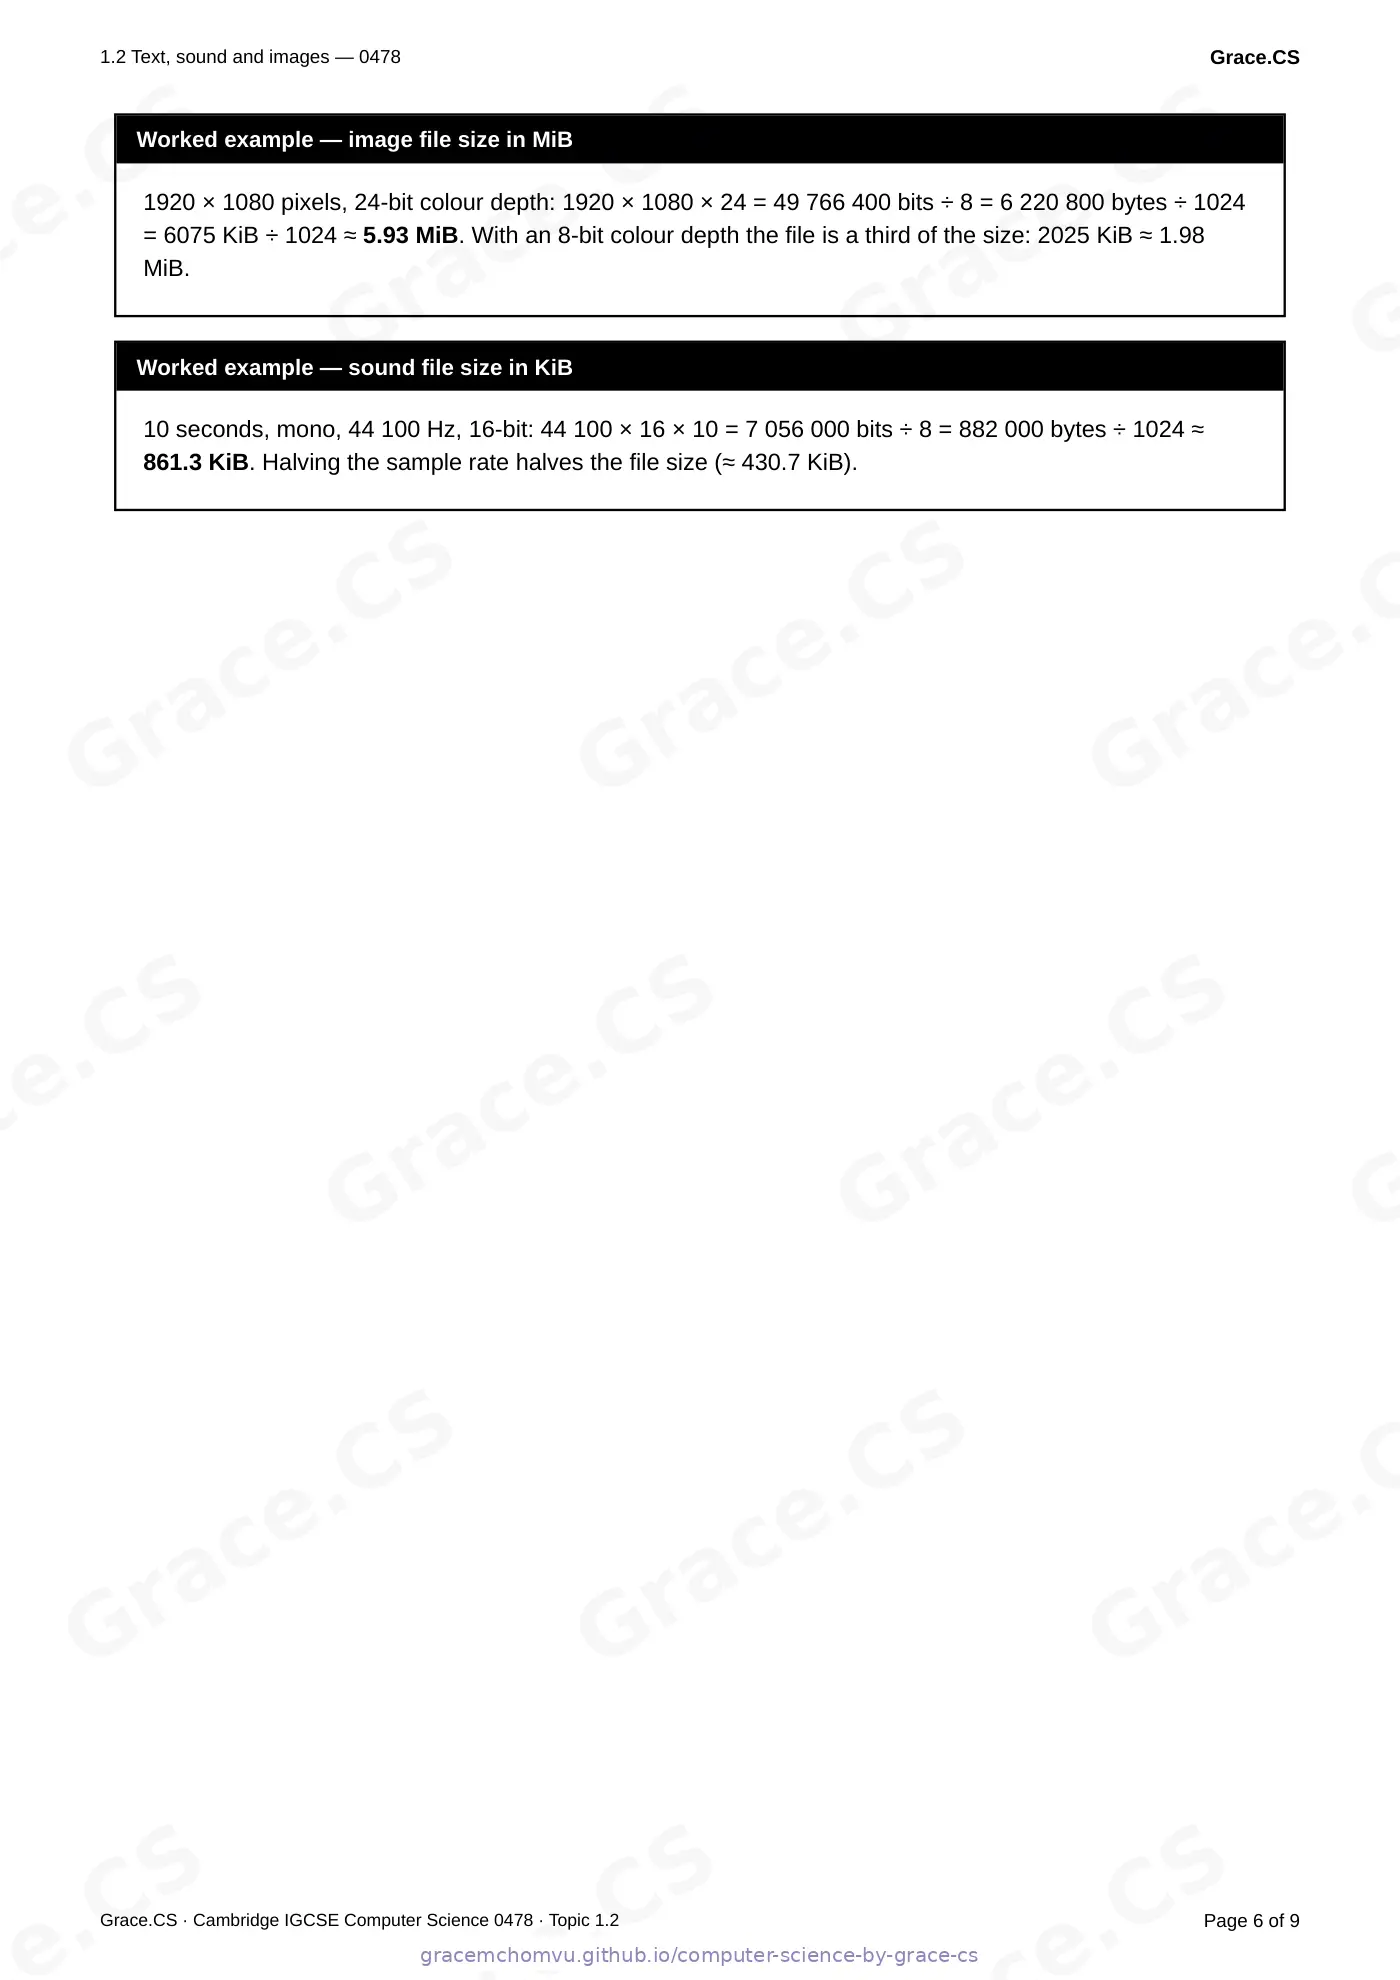 1.2 Text, sound and images — 0478
Grace.CS
Worked example — image file size in MiB
1920 × 1080 pixels, 24-bit colour depth: 1920 × 1080 × 24 = 49 766 400 bits ÷ 8 = 6 220 800 bytes ÷ 1024
= 6075 KiB ÷ 1024 ≈ 5.93 MiB. With an 8-bit colour depth the file is a third of the size: 2025 KiB ≈ 1.98
MiB.
Worked example — sound file size in KiB
10 seconds, mono, 44 100 Hz, 16-bit: 44 100 × 16 × 10 = 7 056 000 bits ÷ 8 = 882 000 bytes ÷ 1024 ≈
861.3 KiB. Halving the sample rate halves the file size (≈ 430.7 KiB).
Grace.CS · Cambridge IGCSE Computer Science 0478 · Topic 1.2
Page 6 of 9
gracemchomvu.github.io/computer-science-by-grace-cs